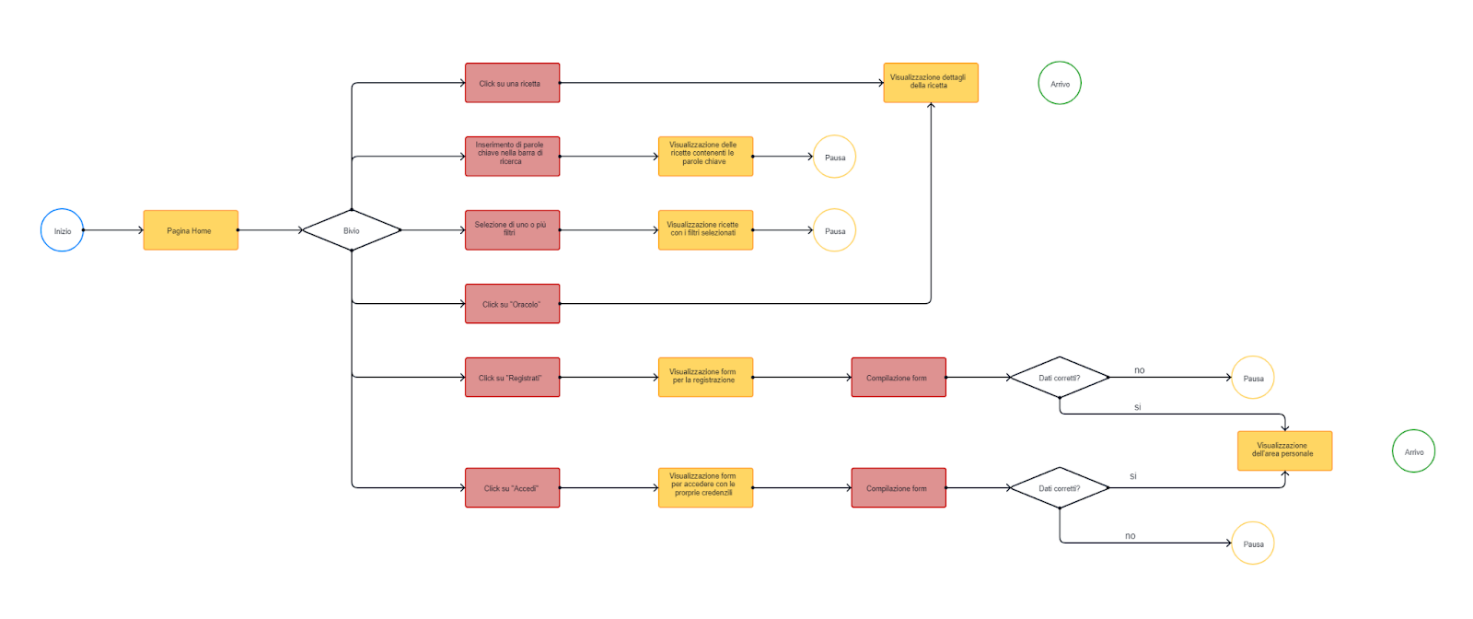 Click su una ricetta
Visualizzazione dettagli
della ricetta
Arrivo
Inserimento di parole
chiave nella barra di
ricerca
Visualizzazione delle
ricette contenenti le
parole chiave
Pausa
Inizio
Pagina Home
Bivio
Selezione di uno o più
filtri
Visualizzazione ricette
con i filtri selezionati
Pausa
Click su "Oracolo"
Click su "Registrati"
Visualizzazione form
per la registrazione
Compilazione form
Dati corretti?
no
Pausa
si
Visualizzazione
dell'area personale
Arrivo
Click su "Accedi"
Visualizzazione form
per accedere con le
prorprie credenzili
Compilazione form
Dati corretti?
si
no
Pausa